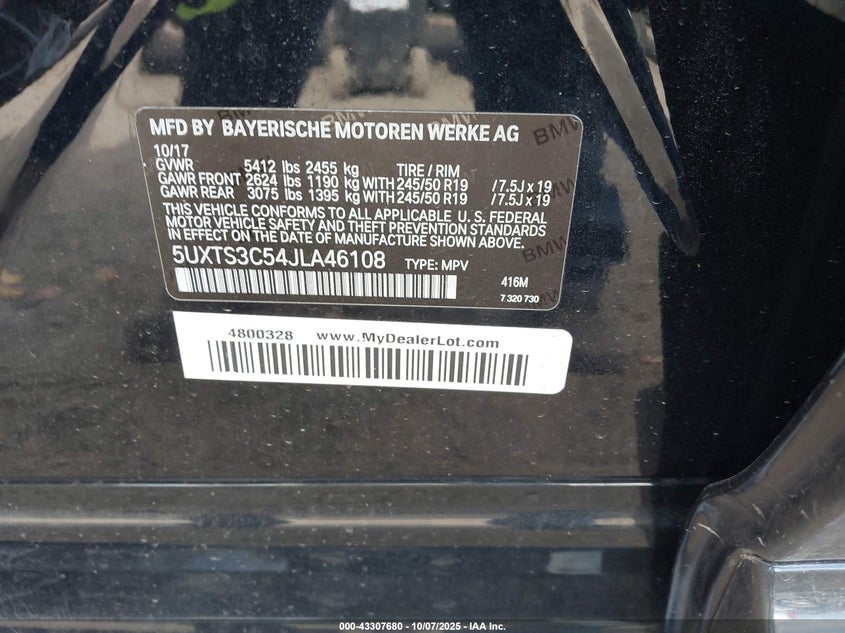 MFD BY BAYERISCHE MOTOREN WERKE AG
10/17
GVWR 5412 lbs 2455 kg TIRE / RIM
GAWR FRONT 2624 lbs 1190 kg WITH 245/50 R19 /7.5J x 19
GAWR REAR 3075 lbs 1395 kg WITH 245/50 R19 /7.5J x 19
THIS VEHICLE CONFORMS TO ALL APPLICABLE U. S. FEDERAL
MOTOR VEHICLE SAFETY AND THEFT PREVENTION STANDARDS
IN EFFECT ON THE DATE OF MANUFACTURE SHOWN ABOVE.
5UXTS3C54JLA46108 TYPE: MPV 416M
7 320 730
BMW
BMW
BMW
4800328 www.MyDealerLot.com
000-43307680 - 10/07/2025 - IAA Inc.